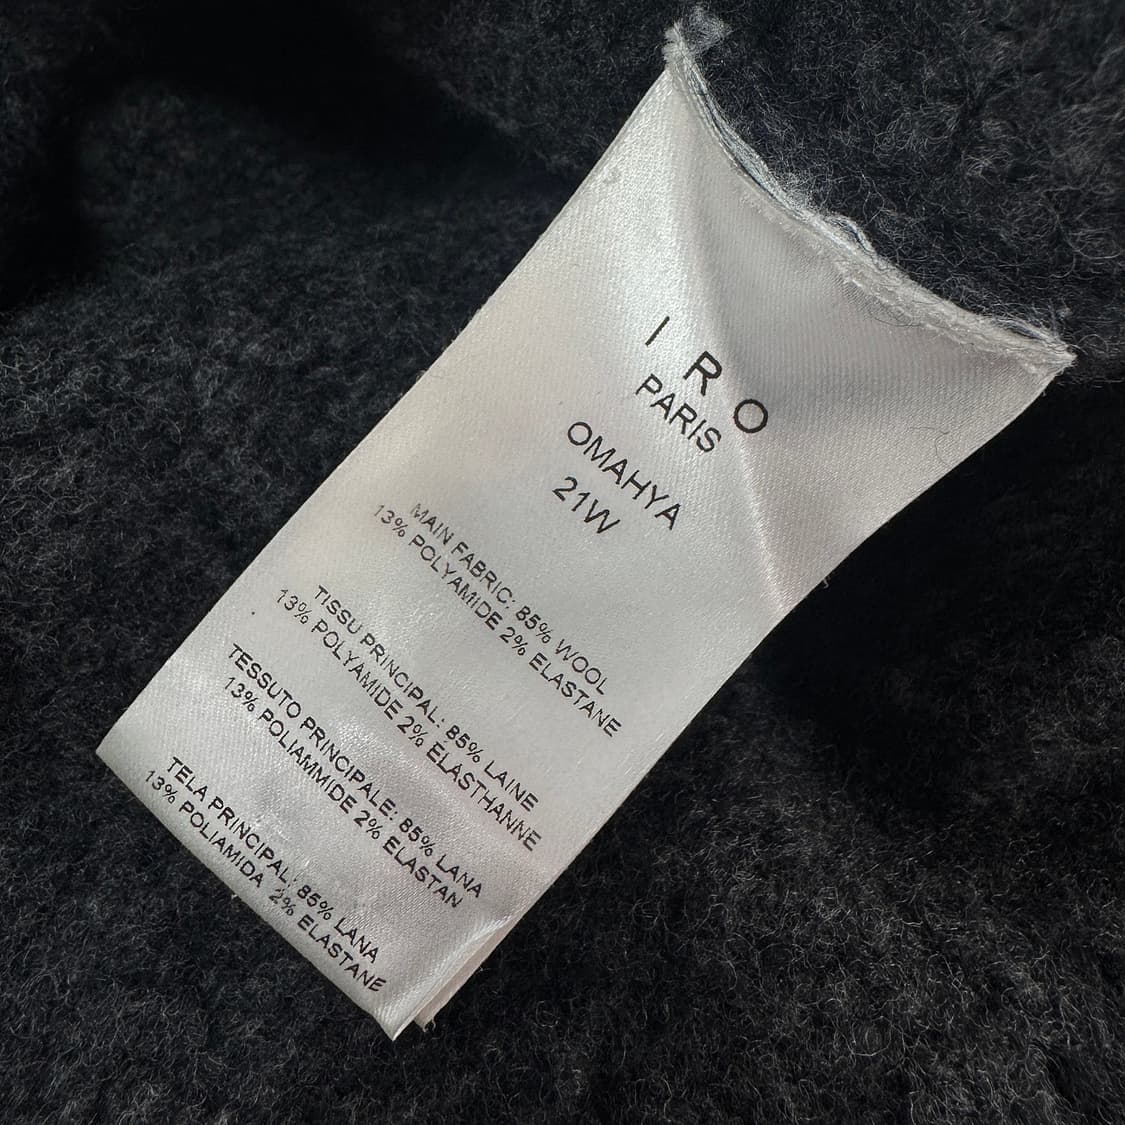 IRO
PARIS
OMAHYA
21W
MAIN FABRIC: 85% WOOL
13% POLYAMIDE 2% ELASTANE
TISSU PRINCIPAL: 85% LAINE
13% POLYAMIDE 2% ELASTHANNE
TESSUTO PRINCIPALE: 85% LANA
13% POLIAMMIDE 2% ELASTAN
TELA PRINCIPAL: 85% LANA
13% POLIAMIDA 2% ELASTANE